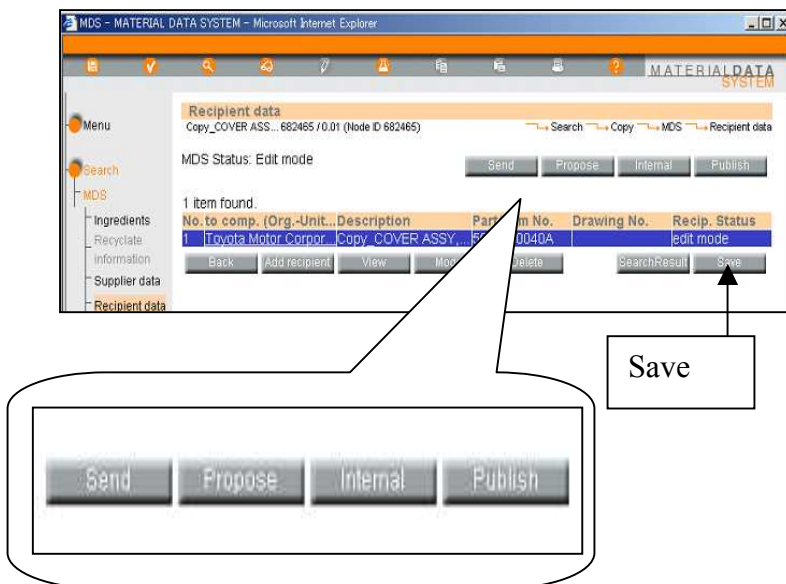 MDS - MATERIAL DATA SYSTEM - Microsoft Internet Explorer
MATERIALDATA
SYSTEM
Menu
Search
MDS
Ingredients
Recyclate
information
Supplier data
Recipient data
Recipient data
Copy_COVER ASS... 682465 / 0.01 (Node ID 682465)
Search Copy MDS Recipient data
MDS Status: Edit mode
Send Propose Internal Publish
1 item found.
No. to comp. (Org.-Unit... Description Part No. Drawing No. Recip. Status
1 Toyota Motor Corpor... Copy_COVER ASSY,... 0040A edit mode
Back Add recipient View SearchResult Save
Save
Send Propose Internal Publish